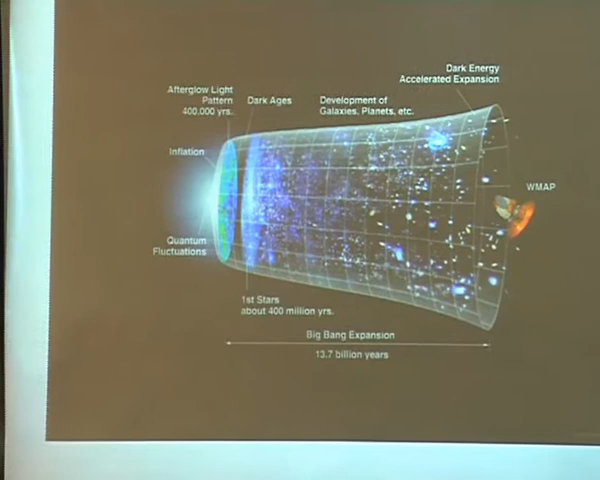 Dark Energy
Accelerated Expansion
Afterglow Light
Pattern
400,000 yrs.
Dark Ages
Development of
Galaxies, Planets, etc.
Inflation
WMAP
Quantum
Fluctuations
1st Stars
about 400 million yrs.
Big Bang Expansion
13.7 billion years